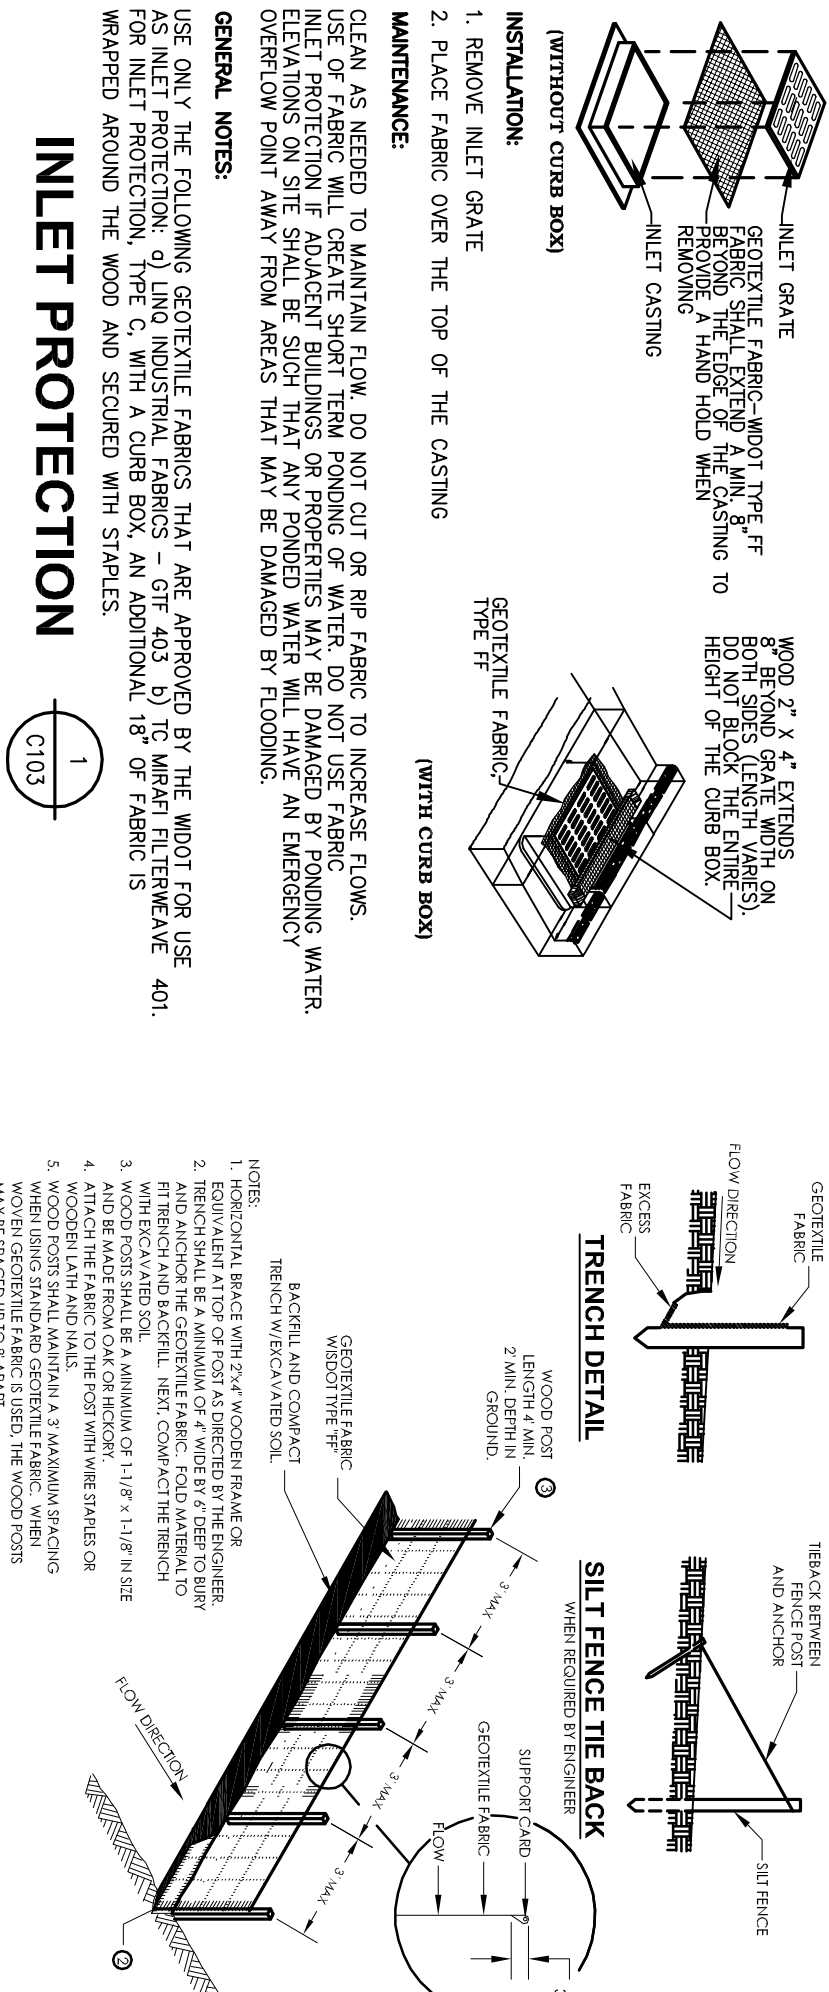 INLET GRATE
GEOTEXTILE FABRIC-WIDOT TYPE FF
FABRIC SHALL EXTEND A MIN. 8"
BEYOND THE EDGE OF THE CASTING TO
PROVIDE A HAND HOLD WHEN
REMOVING
INLET CASTING
(WITHOUT CURB BOX)
WOOD 2" X 4" EXTENDS
8" BEYOND GRATE WIDTH ON
BOTH SIDES (LENGTH VARIES).
DO NOT BLOCK THE ENTIRE
HEIGHT OF THE CURB BOX.
GEOTEXTILE FABRIC,
TYPE FF
(WITH CURB BOX)
INSTALLATION:
1. REMOVE INLET GRATE
2. PLACE FABRIC OVER THE TOP OF THE CASTING
MAINTENANCE:
CLEAN AS NEEDED TO MAINTAIN FLOW. DO NOT CUT OR RIP FABRIC TO INCREASE FLOWS.
USE OF FABRIC WILL CREATE SHORT TERM PONDING OF WATER. DO NOT USE FABRIC
INLET PROTECTION IF ADJACENT BUILDINGS OR PROPERTIES MAY BE DAMAGED BY PONDING WATER.
ELEVATIONS ON SITE SHALL BE SUCH THAT ANY PONDED WATER WILL HAVE AN EMERGENCY
OVERFLOW POINT AWAY FROM AREAS THAT MAY BE DAMAGED BY FLOODING.
GENERAL NOTES:
USE ONLY THE FOLLOWING GEOTEXTILE FABRICS THAT ARE APPROVED BY THE WIDOT FOR USE
AS INLET PROTECTION: a) LINQ INDUSTRIAL FABRICS - GTF 403 b) TC MIRAFI FILTERWEAVE 401.
FOR INLET PROTECTION, TYPE C, WITH A CURB BOX, AN ADDITIONAL 18" OF FABRIC IS
WRAPPED AROUND THE WOOD AND SECURED WITH STAPLES.
INLET PROTECTION
1
C103
GEOTEXTILE
FABRIC
FLOW DIRECTION
EXCESS
FABRIC
TRENCH DETAIL
TIEBACK BETWEEN
FENCE POST
AND ANCHOR
SILT FENCE
SILT FENCE TIE BACK
WHEN REQUIRED BY ENGINEER
WOOD POST
LENGTH 4' MIN.
2' MIN. DEPTH IN
GROUND.
3
GEOTEXTILE FABRIC
WISDOT TYPE "FF"
BACKFILL AND COMPACT
TRENCH W/EXCAVATED SOIL.
3' MAX
3' MAX
3' MAX
3' MAX
SUPPORT CARD
GEOTEXTILE FABRIC
FLOW
FLOW DIRECTION
2
NOTES:
1. HORIZONTAL BRACE WITH 2"x4" WOODEN FRAME OR
EQUIVALENT AT TOP OF POST AS DIRECTED BY THE ENGINEER.
2. TRENCH SHALL BE A MINIMUM OF 4" WIDE BY 6" DEEP TO BURY
AND ANCHOR THE GEOTEXTILE FABRIC. FOLD MATERIAL TO
FIT TRENCH AND BACKFILL. NEXT, COMPACT THE TRENCH
WITH EXCAVATED SOIL.
3. WOOD POSTS SHALL BE A MINIMUM OF 1-1/8" x 1-1/8" IN SIZE
AND BE MADE FROM OAK OR HICKORY.
4. ATTACH THE FABRIC TO THE POST WITH WIRE STAPLES OR
WOODEN LATH AND NAILS.
5. WOOD POSTS SHALL MAINTAIN A 3' MAXIMUM SPACING
WHEN USING STANDARD GEOTEXTILE FABRIC. WHEN
WOVEN GEOTEXTILE FABRIC IS USED, THE WOOD POSTS